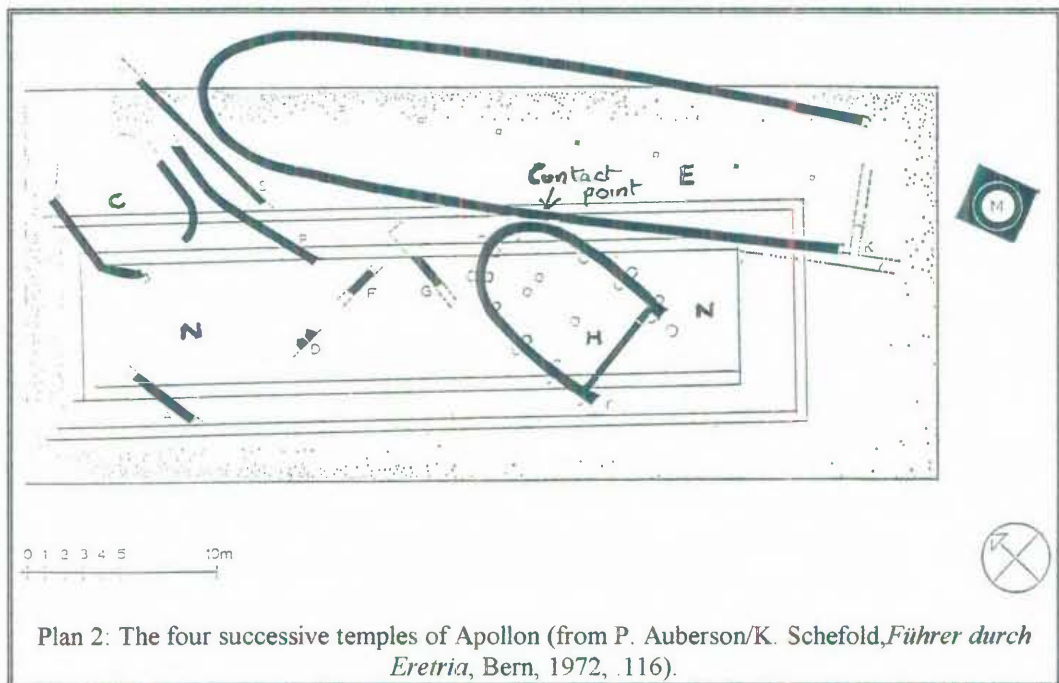 S
C
Contact
point
E
M
K
F
G
N
D
H
N
0 1 2 3 4 5 10m
Plan 2: The four successive temples of Apollon (from P. Auberson/K. Schefold,Führer durch
Eretria, Bern, 1972, .116).